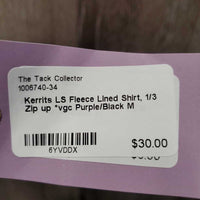 The Tack Collector
1006740-34
Kerrits LS Fleece Lined Shirt, 1/3
Zip up *vgc Purple/Black M
6YVDDX
$30.00